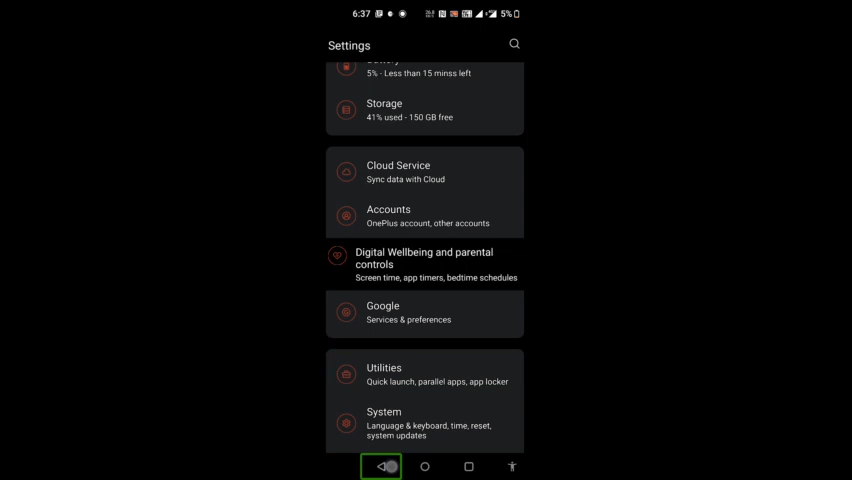 6:37
5%
Settings
Battery
5% - Less than 15 minss left
Storage
41% used - 150 GB free
Cloud Service
Sync data with Cloud
Accounts
OnePlus account, other accounts
Digital Wellbeing and parental
controls
Screen time, app timers, bedtime schedules
Google
Services & preferences
Utilities
Quick launch, parallel apps, app locker
System
Language & keyboard, time, reset,
system updates